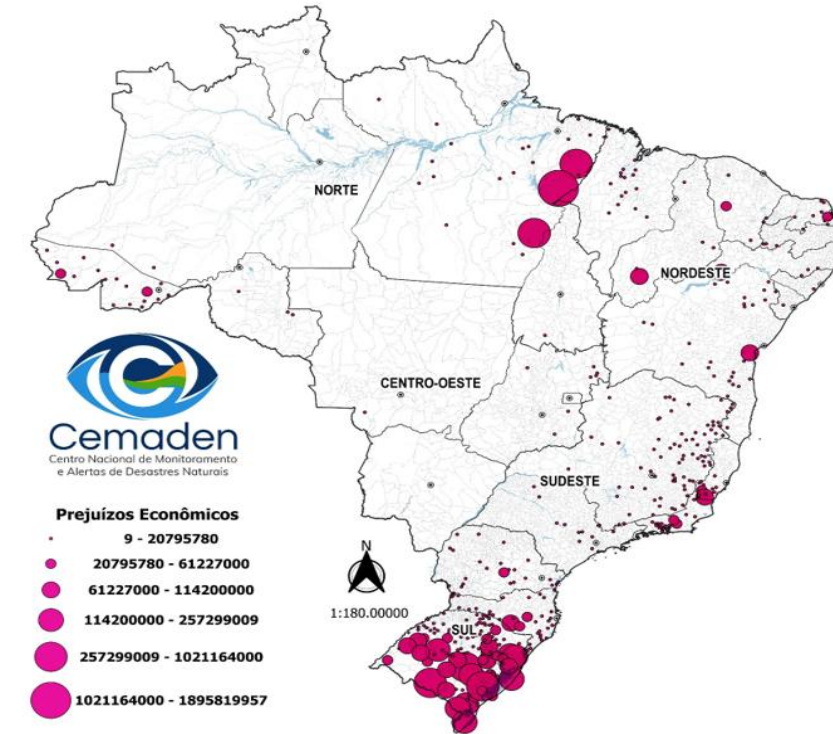 NORTE
NORDESTE
CENTRO-OESTE
SUDESTE
SUL
Cemaden
Centro Nacional de Monitoramento
e Alertas de Desastres Naturais
Prejuízos Econômicos
9 - 20795780
20795780 - 61227000
61227000 - 114200000
114200000 - 257299009
257299009 - 1021164000
1021164000 - 1895819957
N
1:180.00000